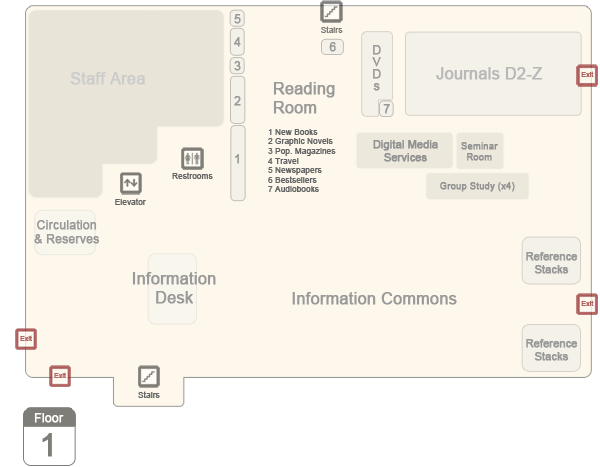 5
4
3
2
1
Stairs
6
D
V
D
s
7
Journals D2-Z
Exit
Staff Area
Reading
Room
1 New Books
2 Graphic Novels
3 Pop. Magazines
4 Travel
5 Newspapers
6 Bestsellers
7 Audiobooks
Digital Media
Services
Seminar
Room
Group Study (x4)
Restrooms
Elevator
Circulation
& Reserves
Information
Desk
Information Commons
Reference
Stacks
Exit
Reference
Stacks
Exit
Exit
Stairs
Floor
1